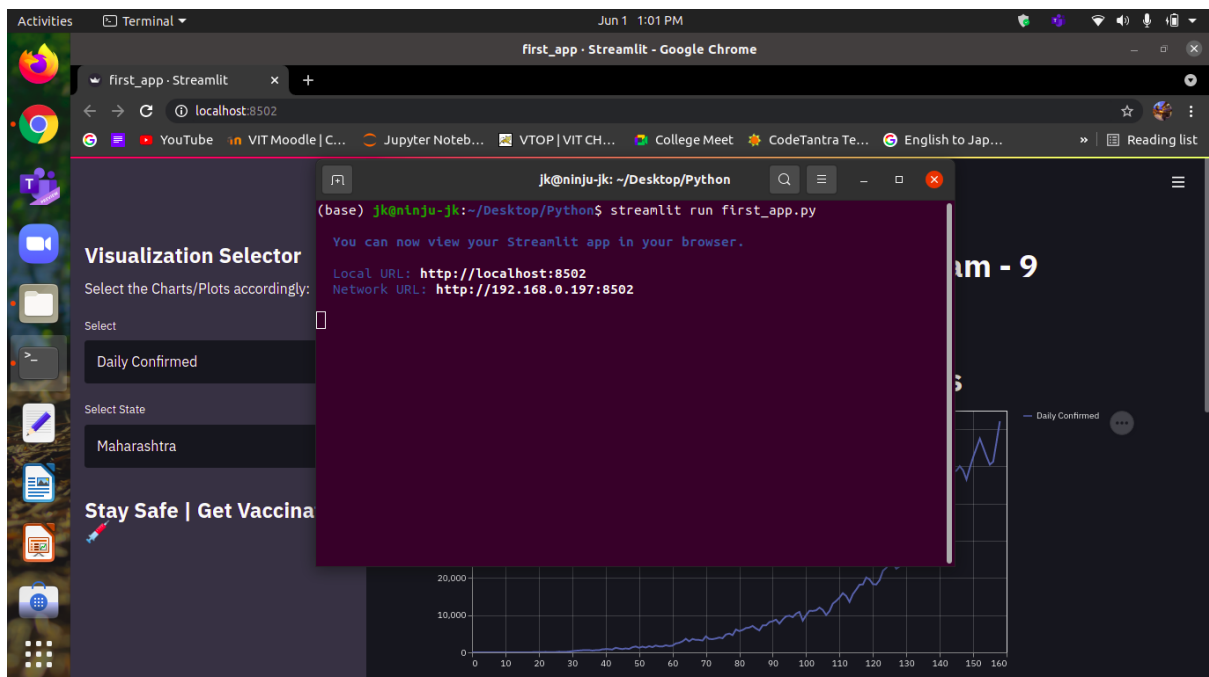 Activities
Terminal
Jun 1 1:01 PM
first_app · Streamlit - Google Chrome
first_app · Streamlit
localhost:8502
YouTube
VIT Moodle | C...
Jupyter Noteb...
VTOP | VIT CH...
College Meet
CodeTantra Te...
English to Jap...
»
Reading list
jk@ninju-jk: ~/Desktop/Python
(base) jk@ninju-jk:~/Desktop/Python$ streamlit run first_app.py
You can now view your Streamlit app in your browser.
Local URL: http://localhost:8502
Network URL: http://192.168.0.197:8502
Visualization Selector
Select the Charts/Plots accordingly:
Select
Daily Confirmed
Select State
Maharashtra
Stay Safe | Get Vaccina
am - 9
s
Daily Confirmed
20,000
10,000
0
0 10 20 30 40 50 60 70 80 90 100 110 120 130 140 150 160